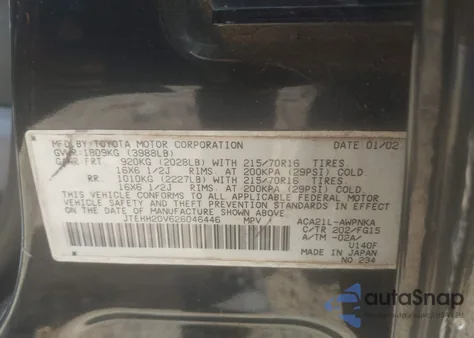 MFD.BY TOYOTA MOTOR CORPORATION DATE 01/02
GVWR 1809KG (3988LB)
GAWR FRT 920KG (2028LB) WITH 215/70R16 TIRES
16X6 1/2J RIMS AT 200KPA (29PSI) COLD
RR 1010KG (2227LB) WITH 215/70R16 TIRES
16X6 1/2J RIMS AT 200KPA (29PSI) COLD
THIS VEHICLE CONFORMS TO ALL APPLICABLE FEDERAL MOTOR
VEHICLE SAFETY AND THEFT PREVENTION STANDARDS IN
EFFECT ON THE DATE OF MANUFACTURE SHOWN ABOVE.
JTEHH20V626046446 MPV / ACA21L-AWPNKA
C/TR 202/FG15
A/TM -02A/
U140F
MADE IN JAPAN
NO 234
autoSnap